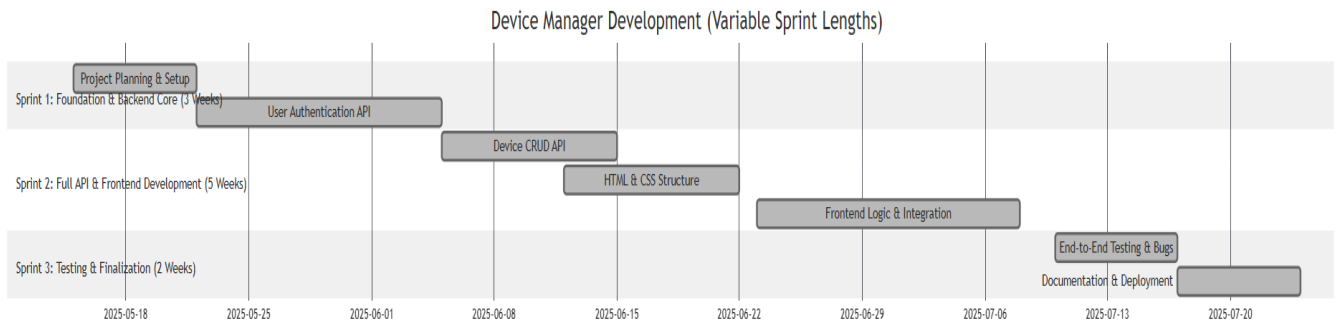 Device Manager Development (Variable Sprint Lengths)
Project Planning & Setup
Sprint 1: Foundation & Backend Core (3 Weeks)
User Authentication API
Device CRUD API
HTML & CSS Structure
Sprint 2: Full API & Frontend Development (5 Weeks)
Frontend Logic & Integration
End-to-End Testing & Bugs
Sprint 3: Testing & Finalization (2 Weeks)
Documentation & Deployment
2025-05-18 2025-05-25 2025-06-01 2025-06-08 2025-06-15 2025-06-22 2025-06-29 2025-07-06 2025-07-13 2025-07-20